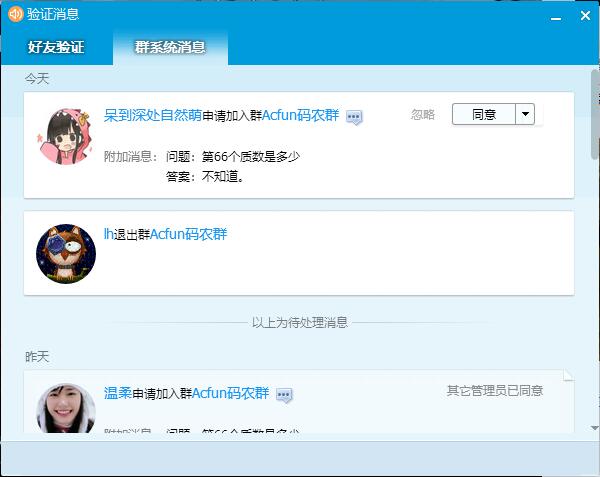 验证消息
好友验证 群系统消息
今天
呆到深处自然萌申请加入群Acfun码农群 忽略 同意
附加消息： 问题：第66个质数是多少
答案：不知道。
lh退出群Acfun码农群
以上为待处理消息
昨天
温柔申请加入群Acfun码农群 其它管理员已同意
附加消息 问题：第66个质数是多少